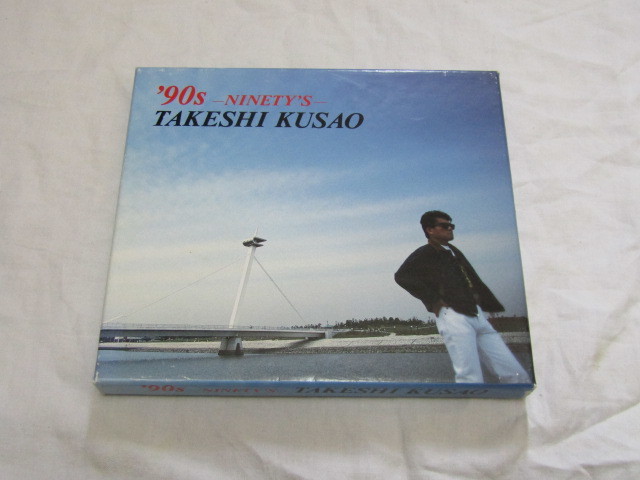 '90s —NINETY'S—
TAKESHI KUSAO
'90s —NINETY'S— TAKESHI KUSAO